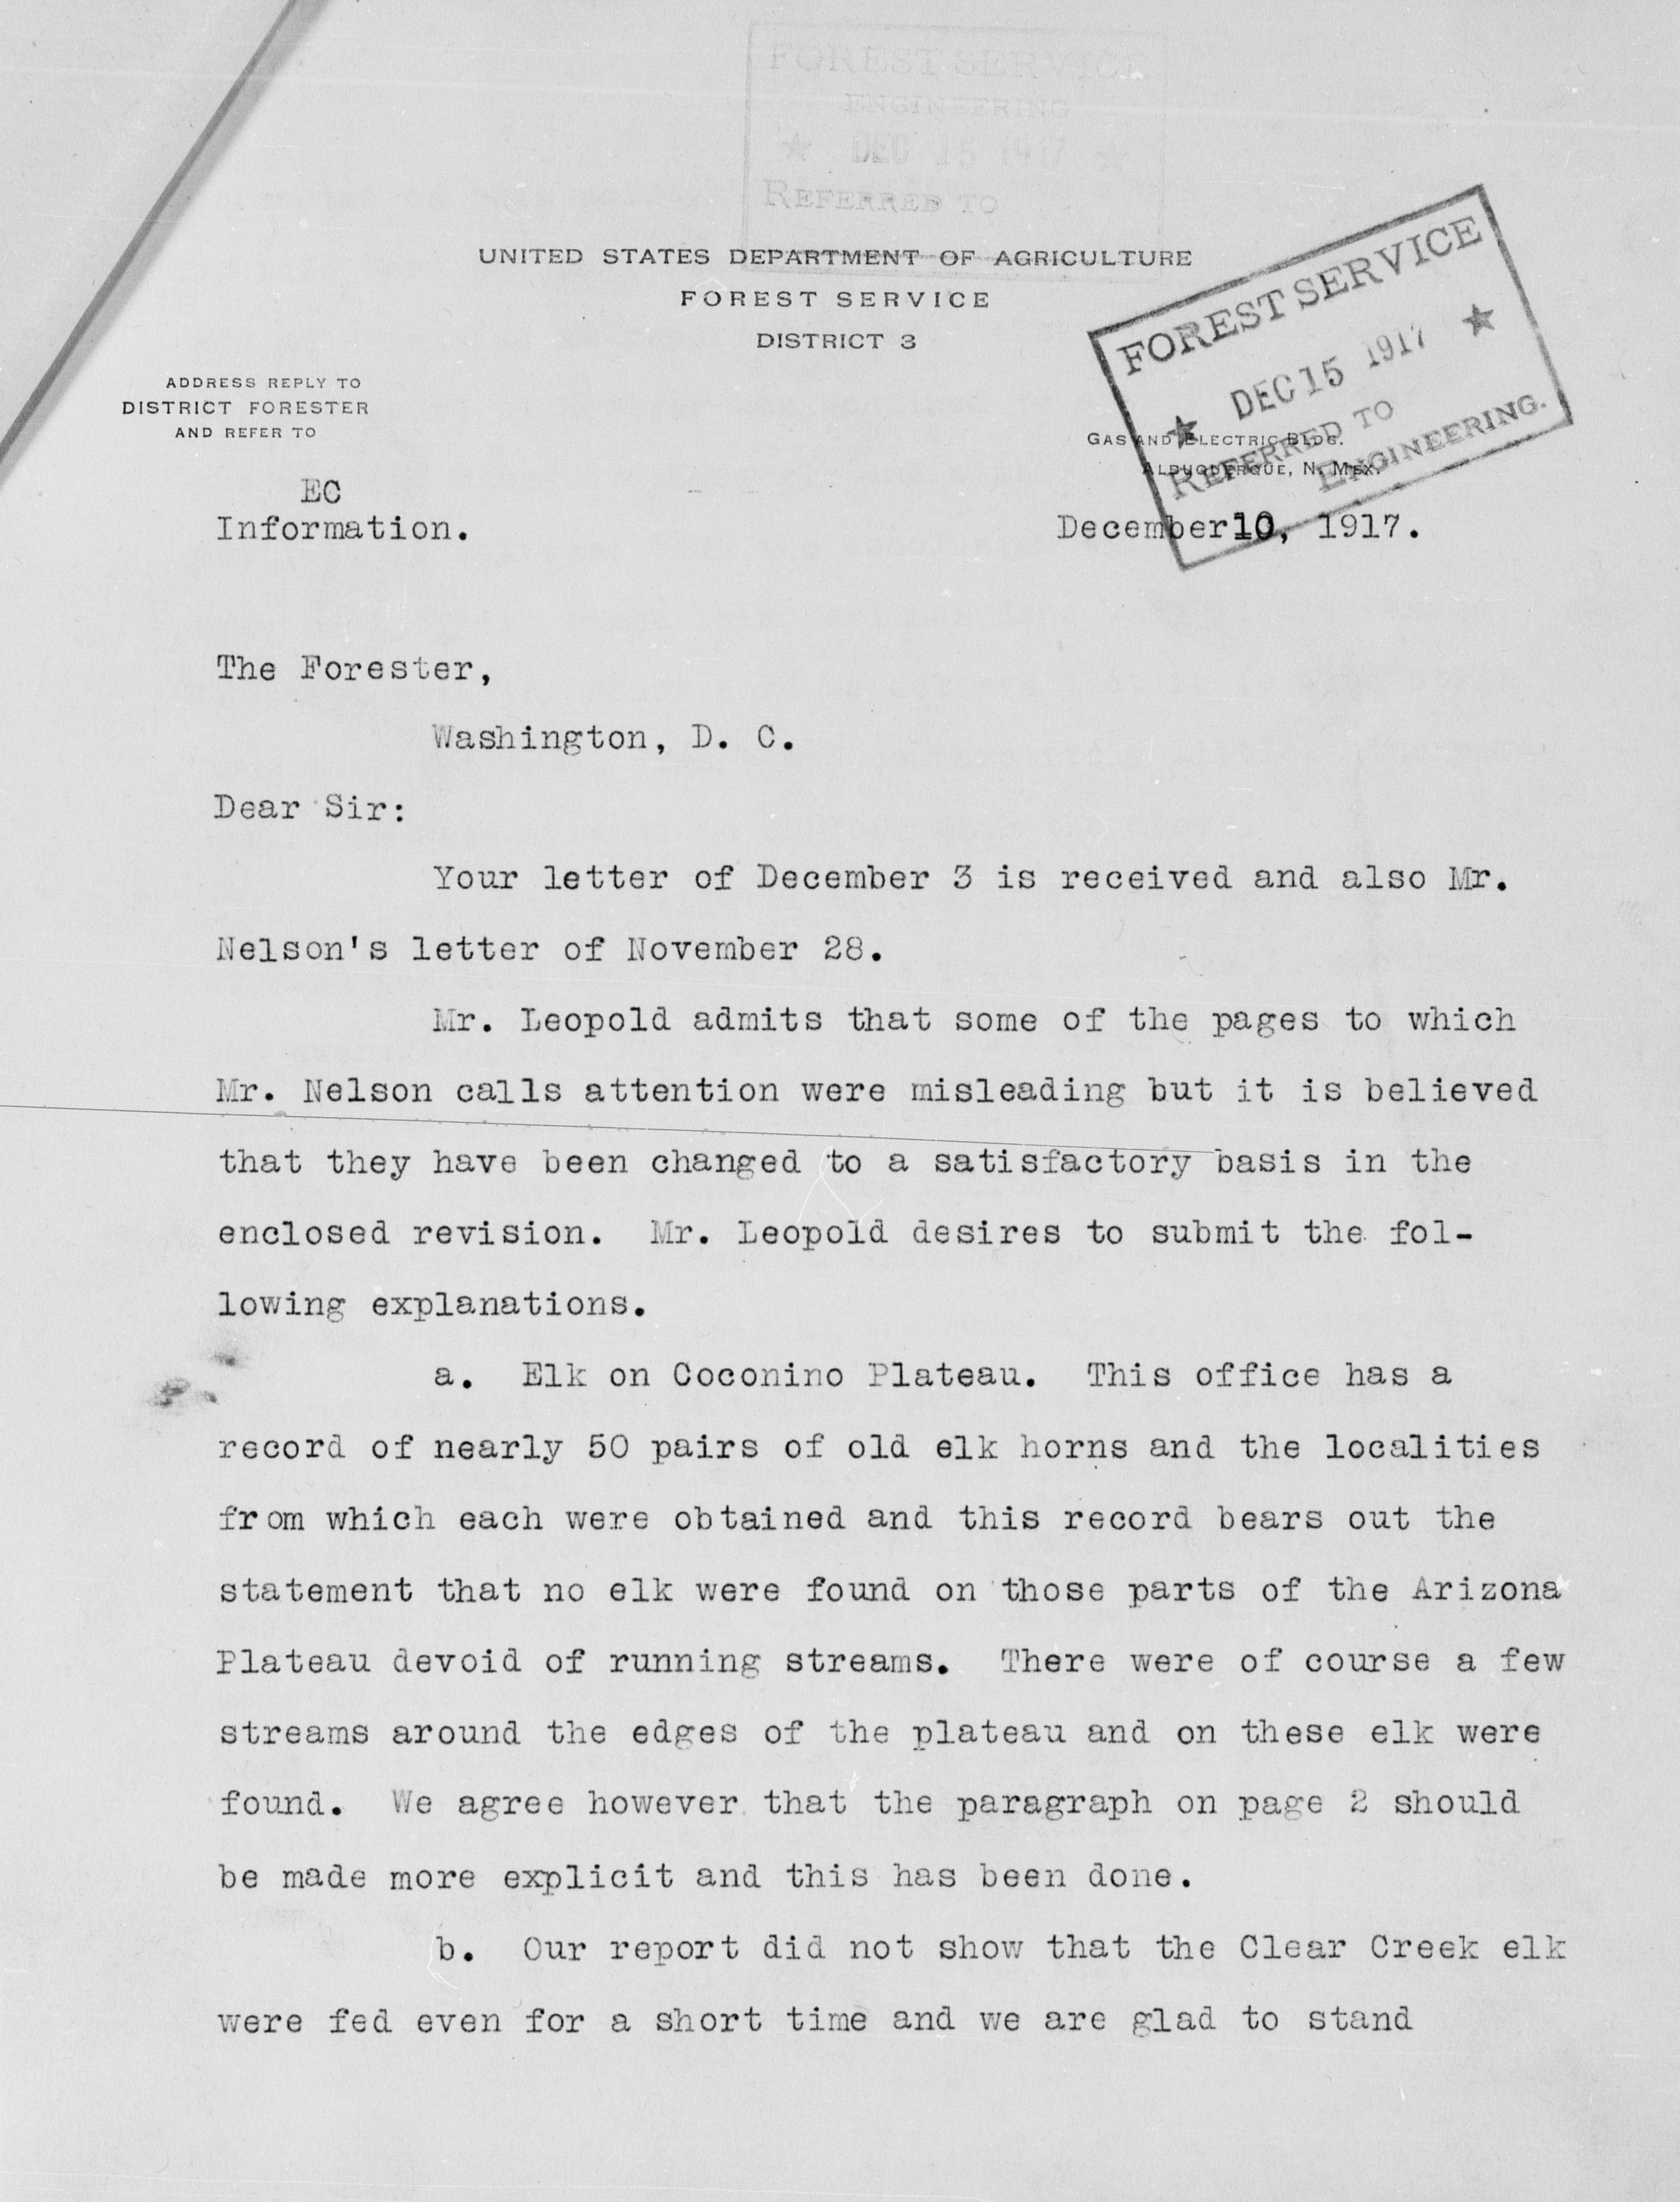 FOREST SERVICE
ENGINEERING
★ DEC 15 1917 ★
REFERRED TO
UNITED STATES DEPARTMENT OF AGRICULTURE
FOREST SERVICE
DISTRICT 3
ADDRESS REPLY TO
DISTRICT FORESTER
AND REFER TO
FOREST SERVICE
★ DEC 15 1917 ★
REFERRED TO
ENGINEERING.
GAS AND ELECTRIC BLDG.
ALBUQUERQUE, N. MEX.
EC
Information.
December 10, 1917.
The Forester,
Washington, D. C.
Dear Sir:
Your letter of December 3 is received and also Mr.
Nelson's letter of November 28.
Mr. Leopold admits that some of the pages to which
Mr. Nelson calls attention were misleading but it is believed
that they have been changed to a satisfactory basis in the
enclosed revision. Mr. Leopold desires to submit the fol-
lowing explanations.
a. Elk on Coconino Plateau. This office has a
record of nearly 50 pairs of old elk horns and the localities
from which each were obtained and this record bears out the
statement that no elk were found on those parts of the Arizona
Plateau devoid of running streams. There were of course a few
streams around the edges of the plateau and on these elk were
found. We agree however that the paragraph on page 2 should
be made more explicit and this has been done.
b. Our report did not show that the Clear Creek elk
were fed even for a short time and we are glad to stand